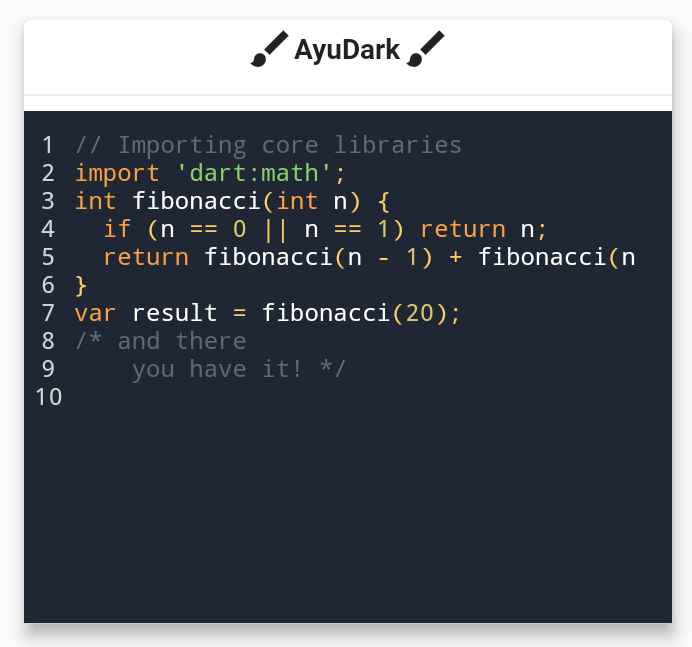 AyuDark
1 // Importing core libraries
2 import 'dart:math';
3 int fibonacci(int n) {
4   if (n == 0 || n == 1) return n;
5   return fibonacci(n - 1) + fibonacci(n
6 }
7 var result = fibonacci(20);
8 /* and there
9     you have it! */
10